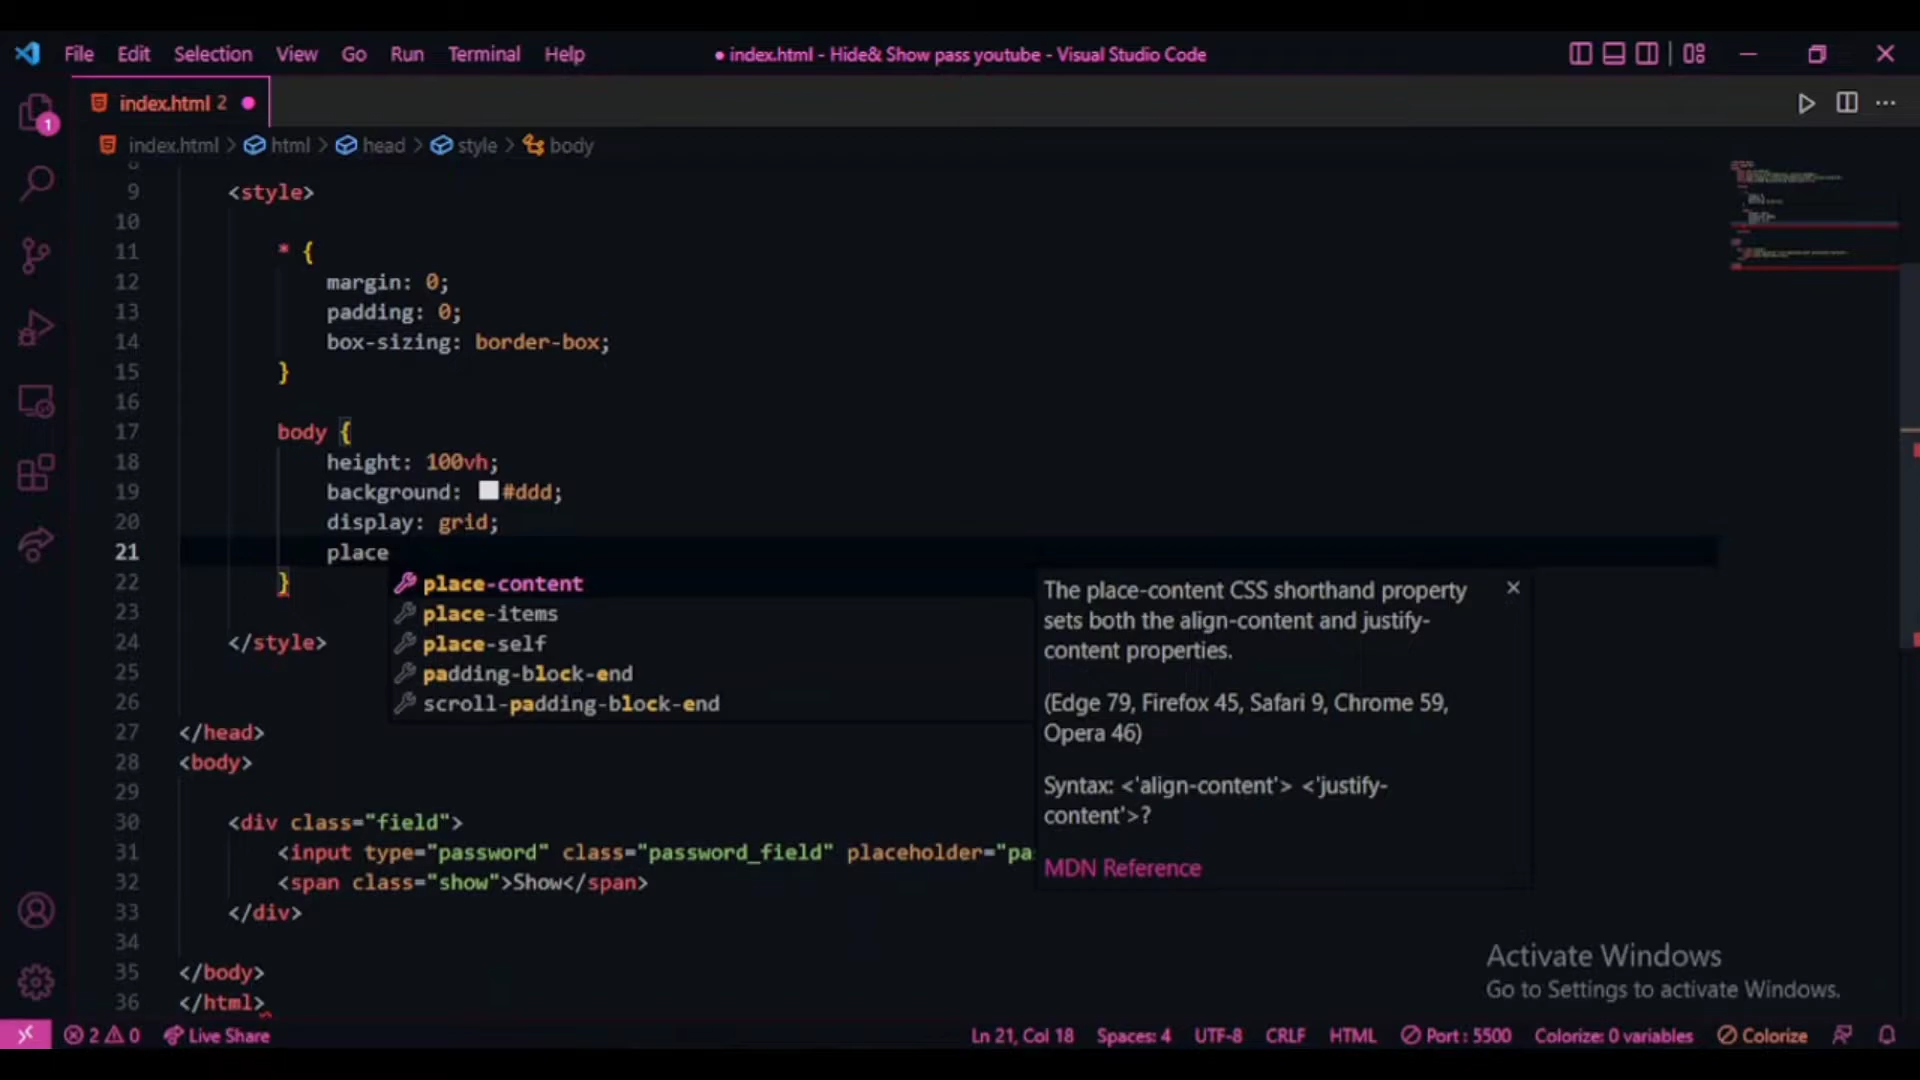 File Edit Selection View Go Run Terminal Help
● index.html - Hide& Show pass youtube - Visual Studio Code
1
index.html 2 ●
index.html > html > head > style > body
8
9 <style>
10
11 * {
12 margin: 0;
13 padding: 0;
14 box-sizing: border-box;
15 }
16
17 body {
18 height: 100vh;
19 background: #ddd;
20 display: grid;
21 place
22 }
23
24 </style>
25
26
27 </head>
28 <body>
29
30 <div class="field">
31 <input type="password" class="password_field" placeholder="pa
32 <span class="show">Show</span>
33 </div>
34
35 </body>
36 </html>
place-content
place-items
place-self
padding-block-end
scroll-padding-block-end
The place-content CSS shorthand property
sets both the align-content and justify-
content properties.
(Edge 79, Firefox 45, Safari 9, Chrome 59,
Opera 46)
Syntax: <'align-content'> <'justify-
content'>?
MDN Reference
Activate Windows
Go to Settings to activate Windows.
2 0 Live Share Ln 21, Col 18 Spaces: 4 UTF-8 CRLF HTML Port : 5500 Colorize: 0 variables Colorize